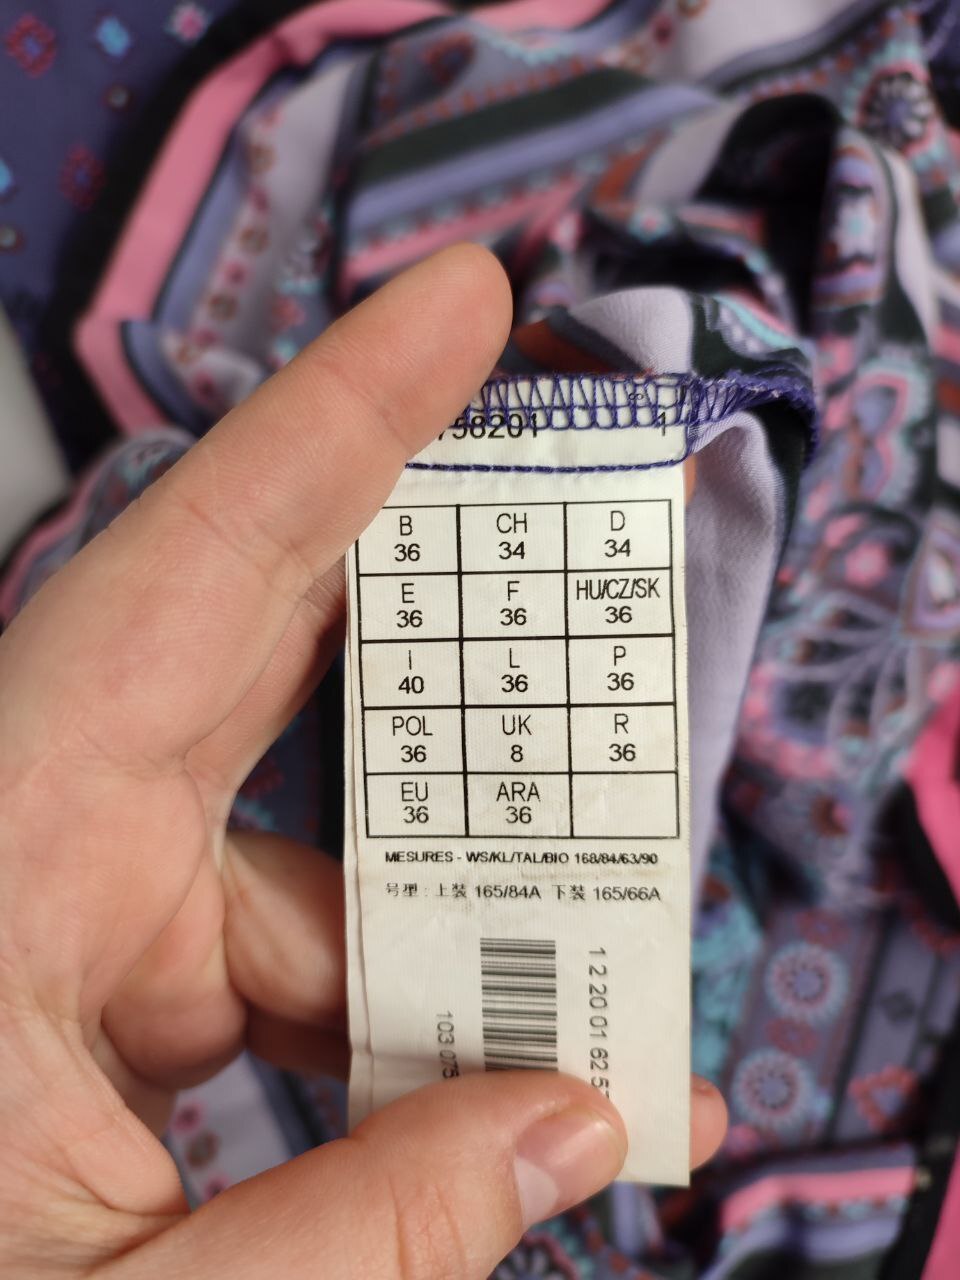 758201 1
B CH D
36 34 34
E F HU/CZ/SK
36 36 36
I L P
40 36 36
POL UK R
36 8 36
EU ARA
36 36
MESURES - WS/KL/TAL/BIO 168/84/63/90
号型 : 上装 165/84A 下装 165/66A
1 2 20 01 62 5
103 075